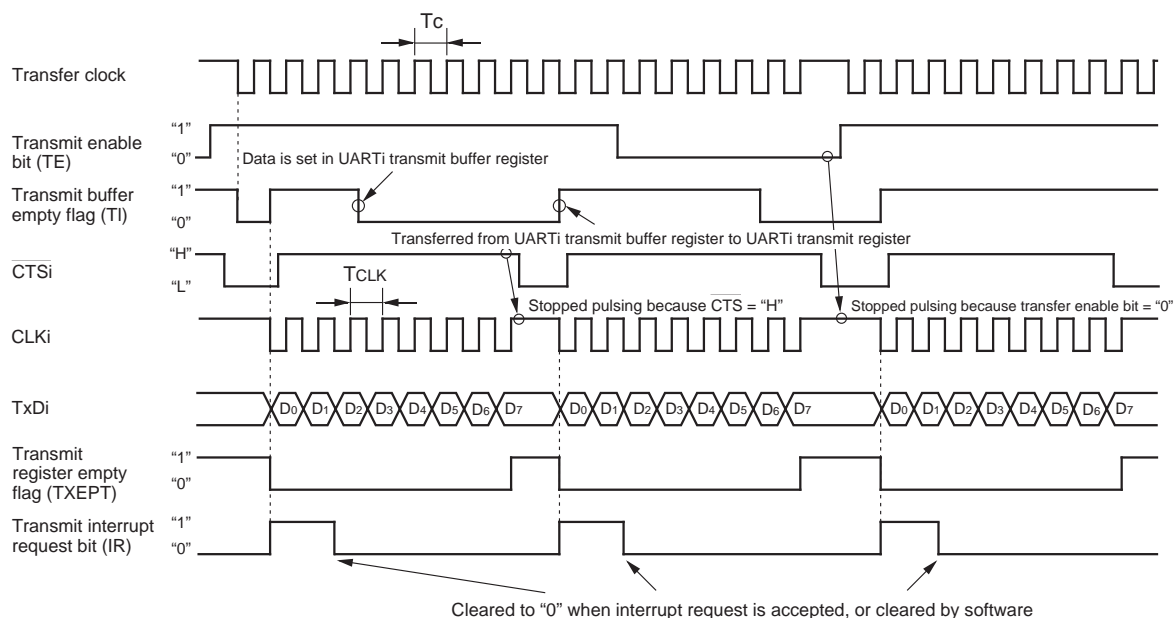 Tc
Transfer clock
Transmit enable
bit (TE)
“1”
“0”
Data is set in UARTi transmit buffer register
Transmit buffer
empty flag (TI)
“1”
“0”
Transferred from UARTi transmit buffer register to UARTi transmit register
CTSi
“H”
“L”
TCLK
Stopped pulsing because CTS = “H”
Stopped pulsing because transfer enable bit = “0”
CLKi
TxDi
D0 D1 D2 D3 D4 D5 D6 D7 D0 D1 D2 D3 D4 D5 D6 D7 D0 D1 D2 D3 D4 D5 D6 D7
Transmit
register empty
flag (TXEPT)
“1”
“0”
Transmit interrupt
request bit (IR)
“1”
“0”
Cleared to “0” when interrupt request is accepted, or cleared by software